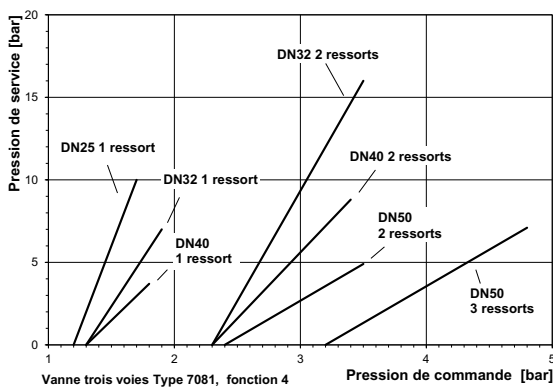 Pression de service [bar]
20
15
10
5
0
DN32 2 ressorts
DN25 1 ressort
DN32 1 ressort
DN40 2 ressorts
DN40
1 ressort
DN50
2 ressorts
DN50
3 ressorts
1
2
3
4
5
Vanne trois voies Type 7081, fonction 4
Pression de commande [bar]